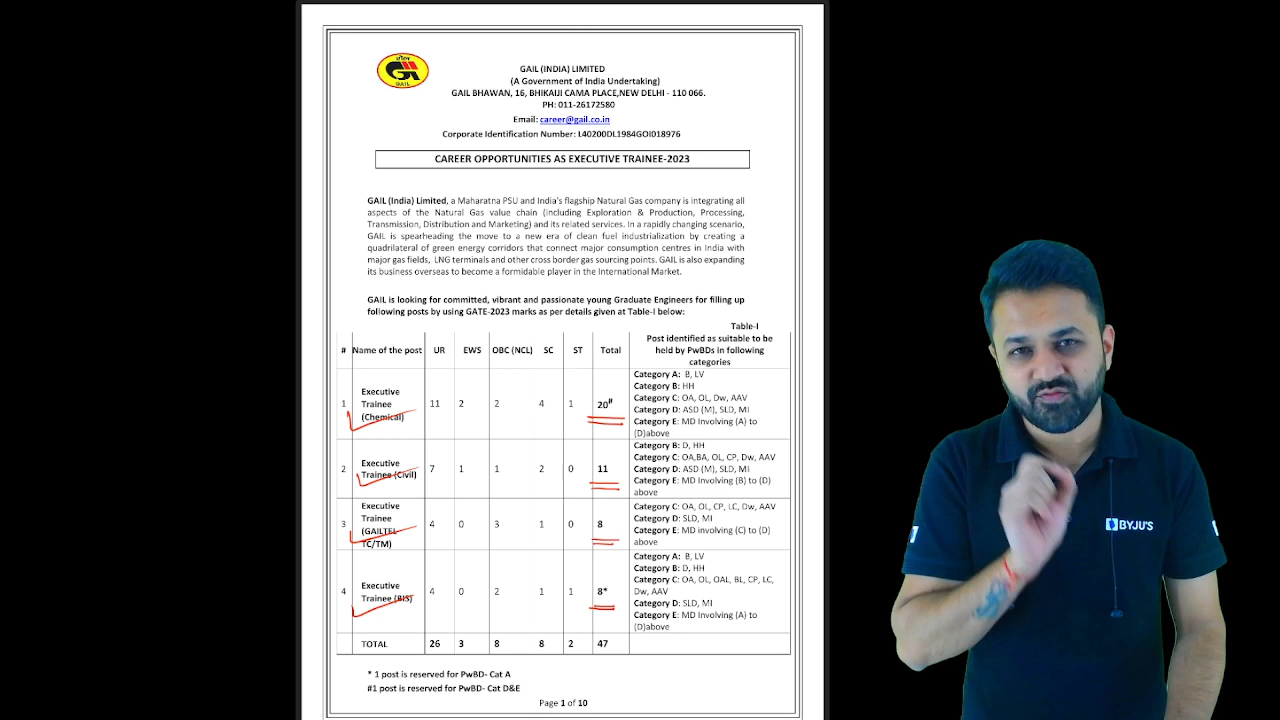 गेल
GAIL
GAIL (INDIA) LIMITED
(A Government of India Undertaking)
GAIL BHAWAN, 16, BHIKAIJI CAMA PLACE,NEW DELHI - 110 066.
PH: 011-26172580
Email: career@gail.co.in
Corporate Identification Number: L40200DL1984GOI018976
CAREER OPPORTUNITIES AS EXECUTIVE TRAINEE-2023
GAIL (India) Limited, a Maharatna PSU and India's flagship Natural Gas company is integrating all
aspects of the Natural Gas value chain (including Exploration & Production, Processing,
Transmission, Distribution and Marketing) and its related services. In a rapidly changing scenario,
GAIL is spearheading the move to a new era of clean fuel industrialization by creating a
quadrilateral of green energy corridors that connect major consumption centres in India with
major gas fields, LNG terminals and other cross border gas sourcing points. GAIL is also expanding
its business overseas to become a formidable player in the International Market.
GAIL is looking for committed, vibrant and passionate young Graduate Engineers for filling up
following posts by using GATE-2023 marks as per details given at Table-I below:
Table-I
# Name of the post UR EWS OBC (NCL) SC ST Total Post identified as suitable to be
held by PwBDs in following
categories
1 Executive Trainee (Chemical) 11 2 2 4 1 20# Category A: B, LV
Category B: HH
Category C: OA, OL, Dw, AAV
Category D: ASD (M), SLD, MI
Category E: MD Involving (A) to
(D)above
2 Executive Trainee (Civil) 7 1 1 2 0 11 Category B: D, HH
Category C: OA,BA, OL, CP, Dw, AAV
Category D: ASD (M), SLD, MI
Category E: MD Involving (B) to (D)
above
3 Executive Trainee (GAILTEL TC/TM) 4 0 3 1 0 8 Category C: OA, OL, CP, LC, Dw, AAV
Category D: SLD, MI
Category E: MD involving (C) to (D)
above
4 Executive Trainee (BIS) 4 0 2 1 1 8* Category A: B, LV
Category B: D, HH
Category C: OA, OL, OAL, BL, CP, LC,
Dw, AAV
Category D: SLD, MI
Category E: MD Involving (A) to
(D)above
TOTAL 26 3 8 8 2 47
* 1 post is reserved for PwBD- Cat A
#1 post is reserved for PwBD- Cat D&E
Page 1 of 10
BYJU'S